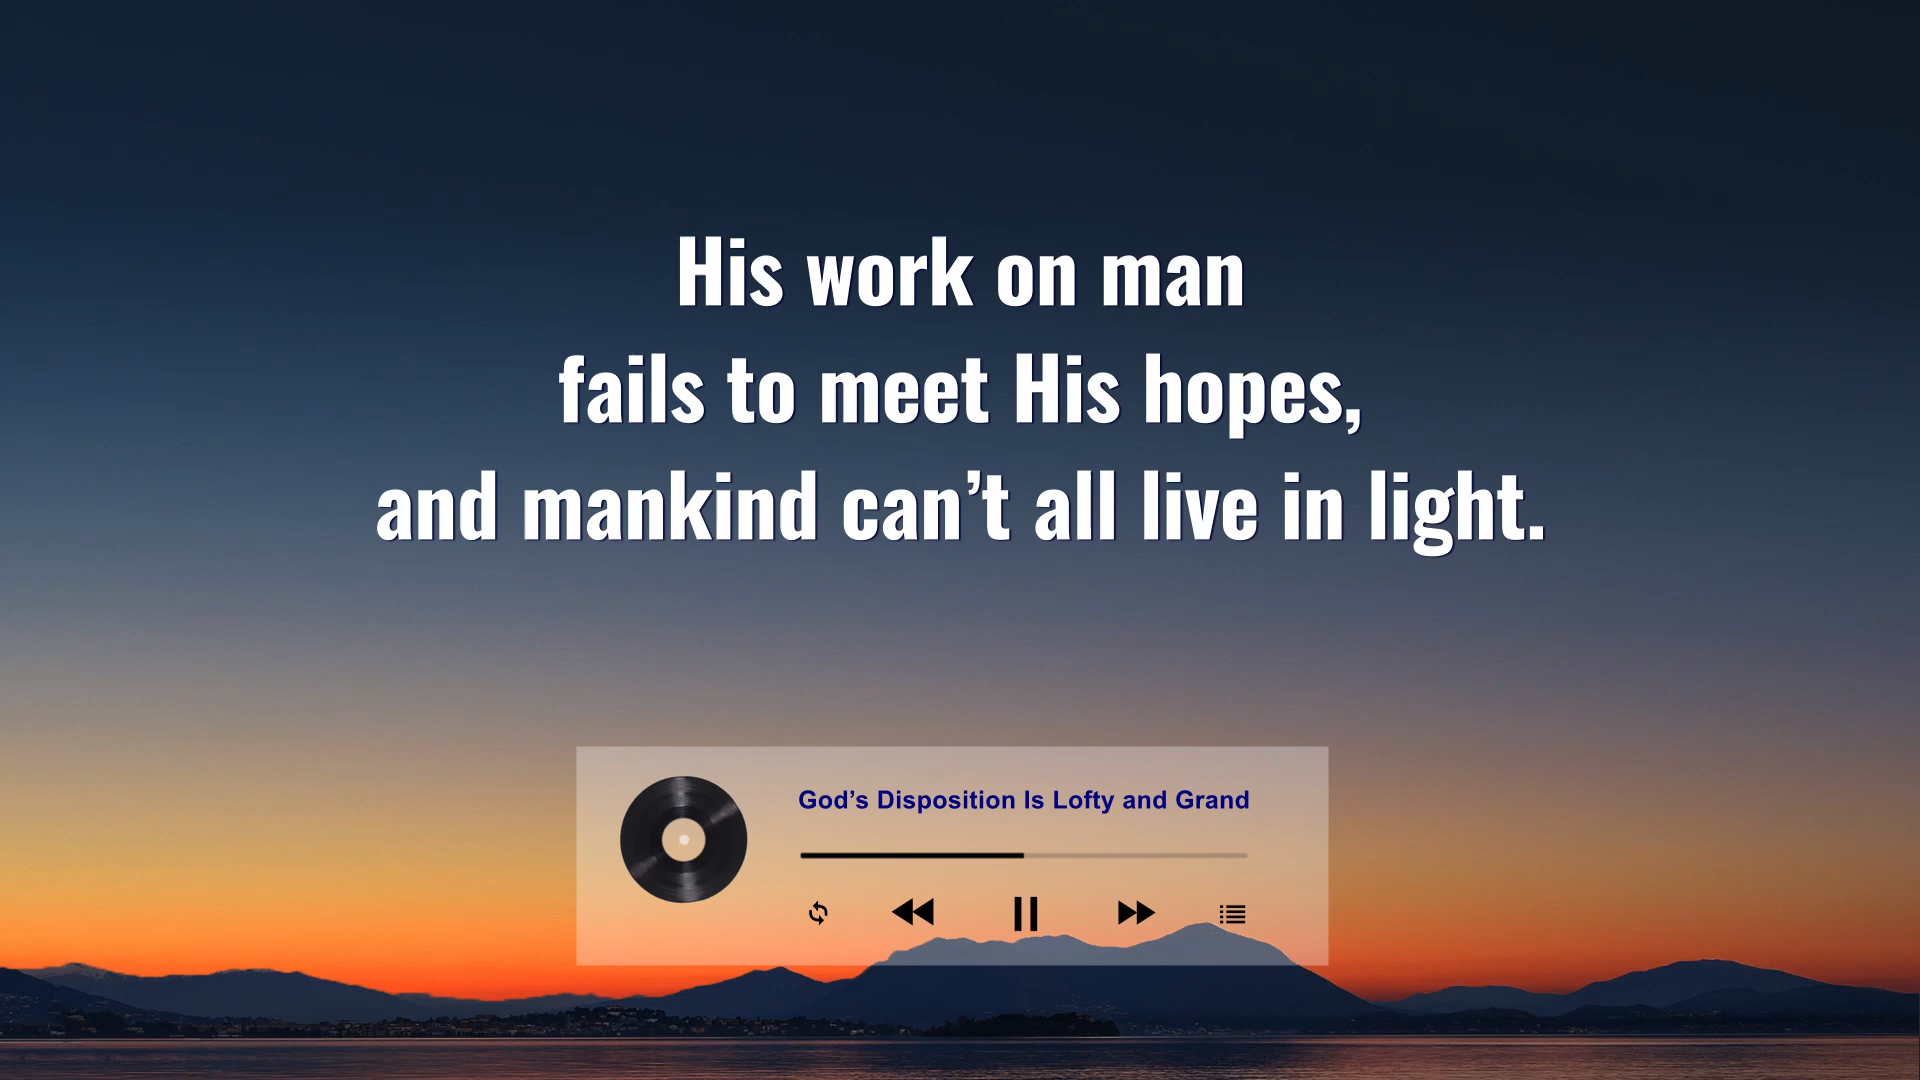 His work on man
fails to meet His hopes,
and mankind can’t all live in light.
God’s Disposition Is Lofty and Grand